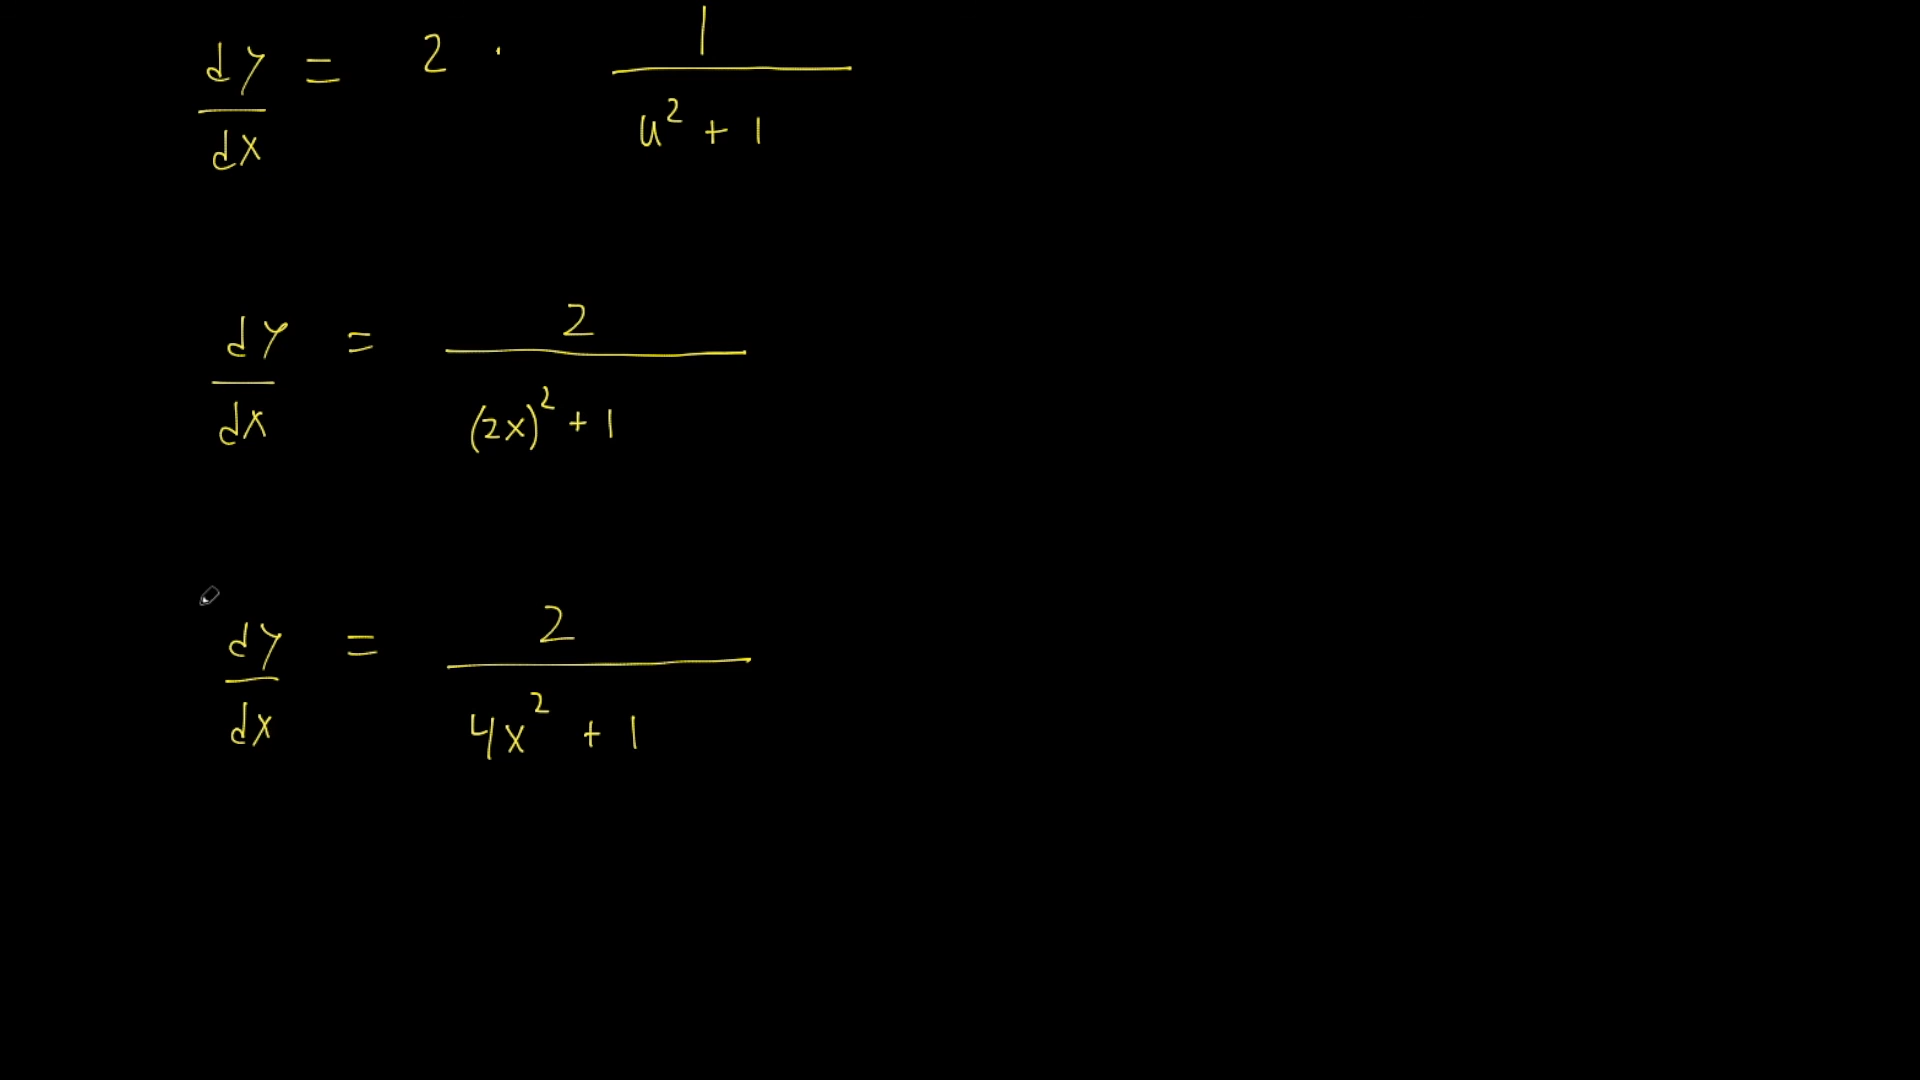 dy/dx = 2 · 1/(u² + 1)
dy/dx = 2/((2x)² + 1)
dy/dx = 2/(4x² + 1)